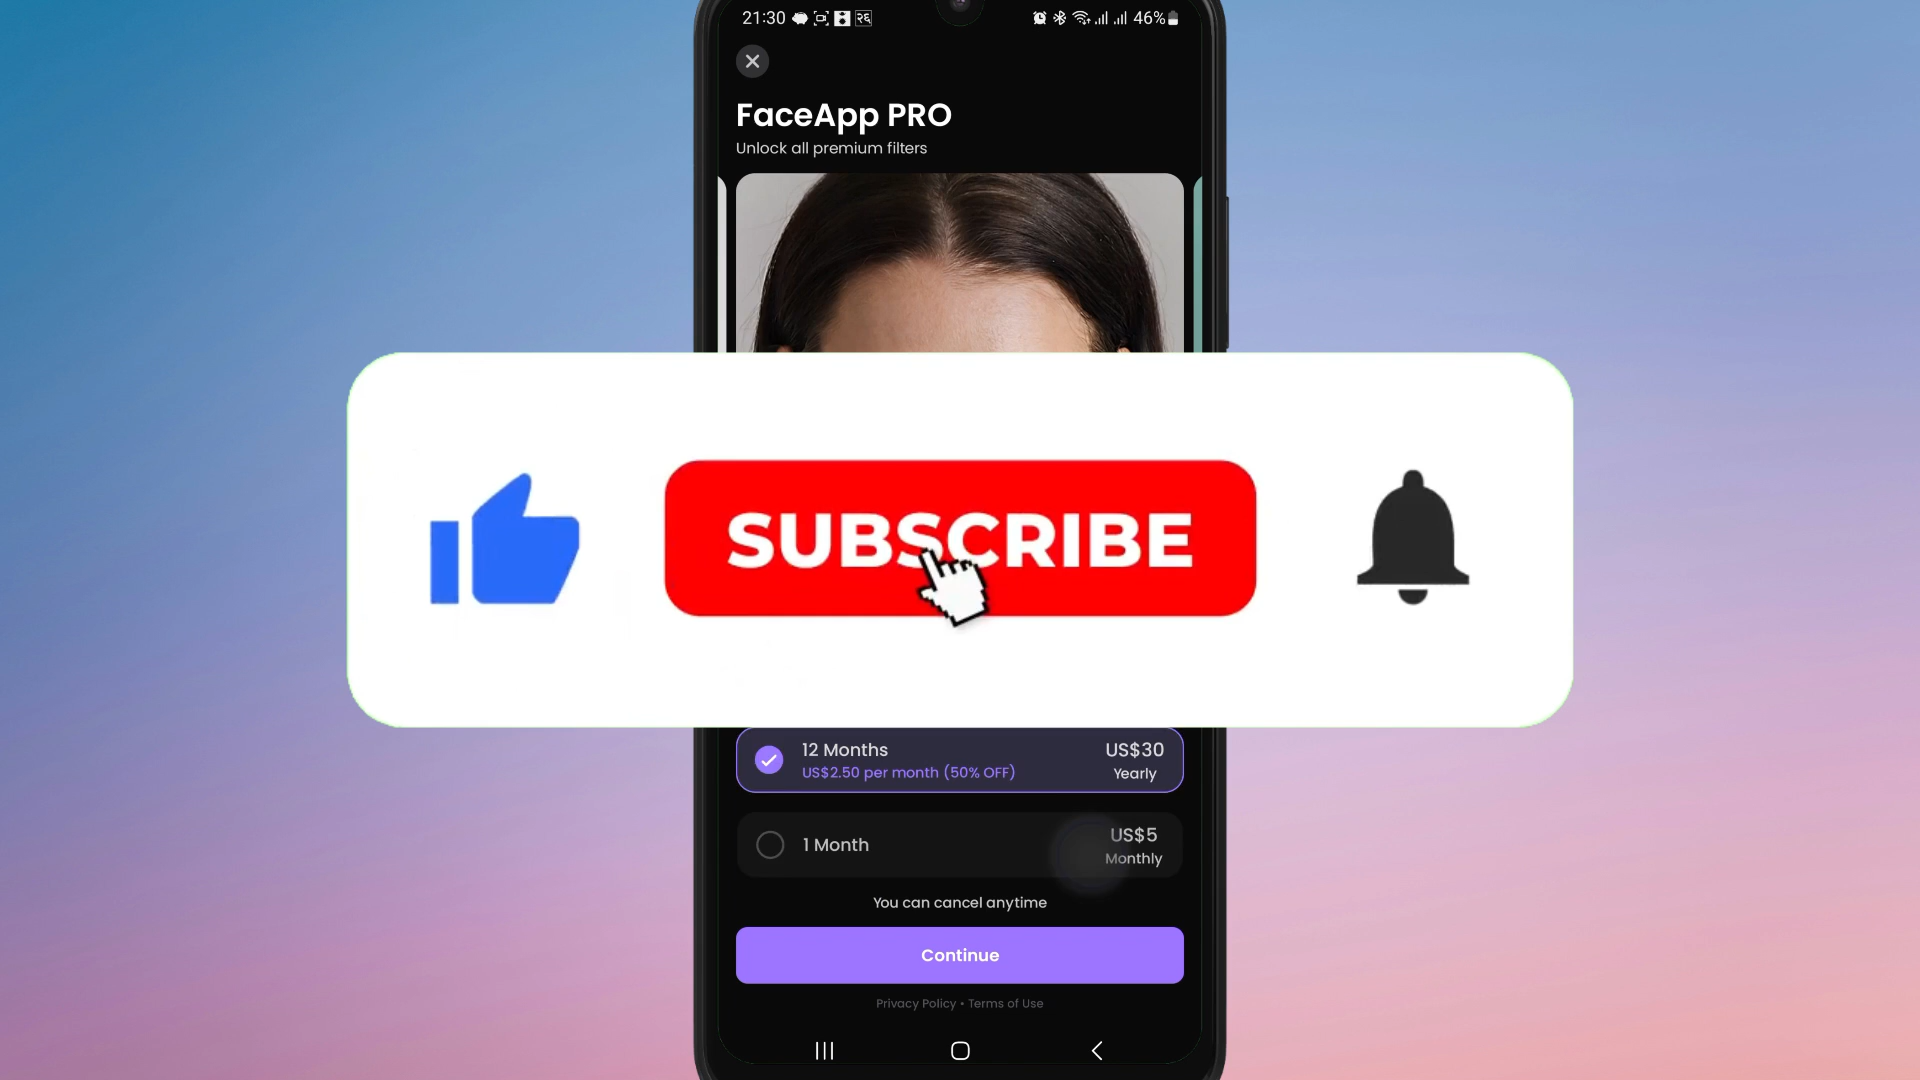 21:30 २६ 46%
FaceApp PRO
Unlock all premium filters
SUBSCRIBE
12 Months US$30
US$2.50 per month (50% OFF) Yearly
1 Month US$5
Monthly
You can cancel anytime
Continue
Privacy Policy • Terms of Use